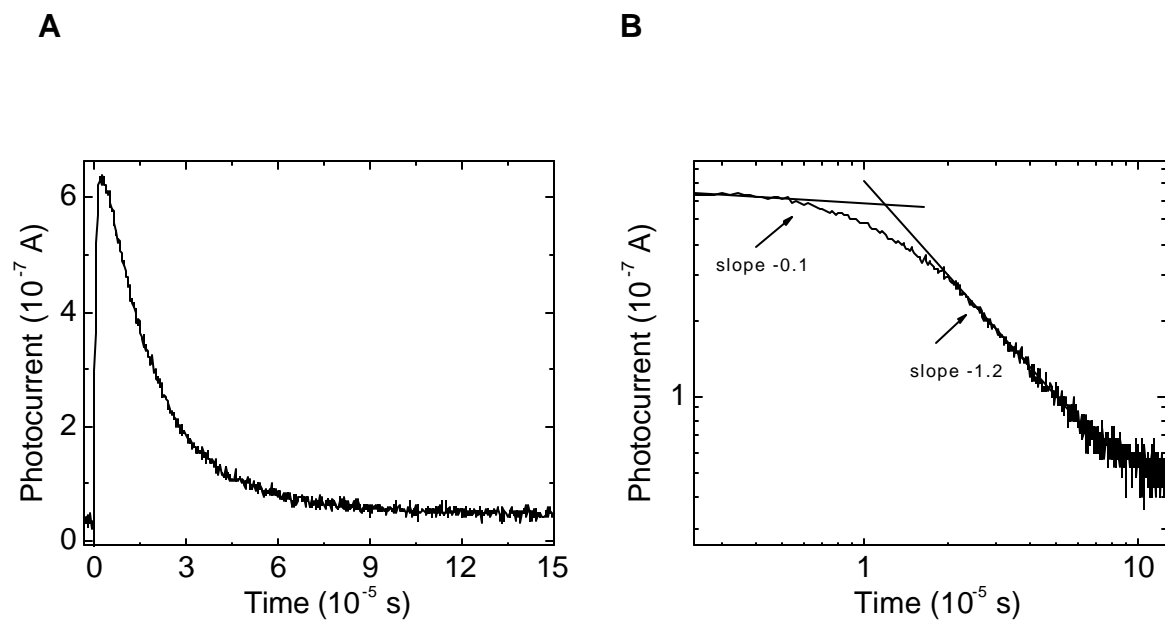 A
B
Photocurrent (10⁻⁷ A)
6
4
2
0
0 3 6 9 12 15
Time (10⁻⁵ s)
Photocurrent (10⁻⁷ A)
1
slope -0.1
slope -1.2
1 10
Time (10⁻⁵ s)